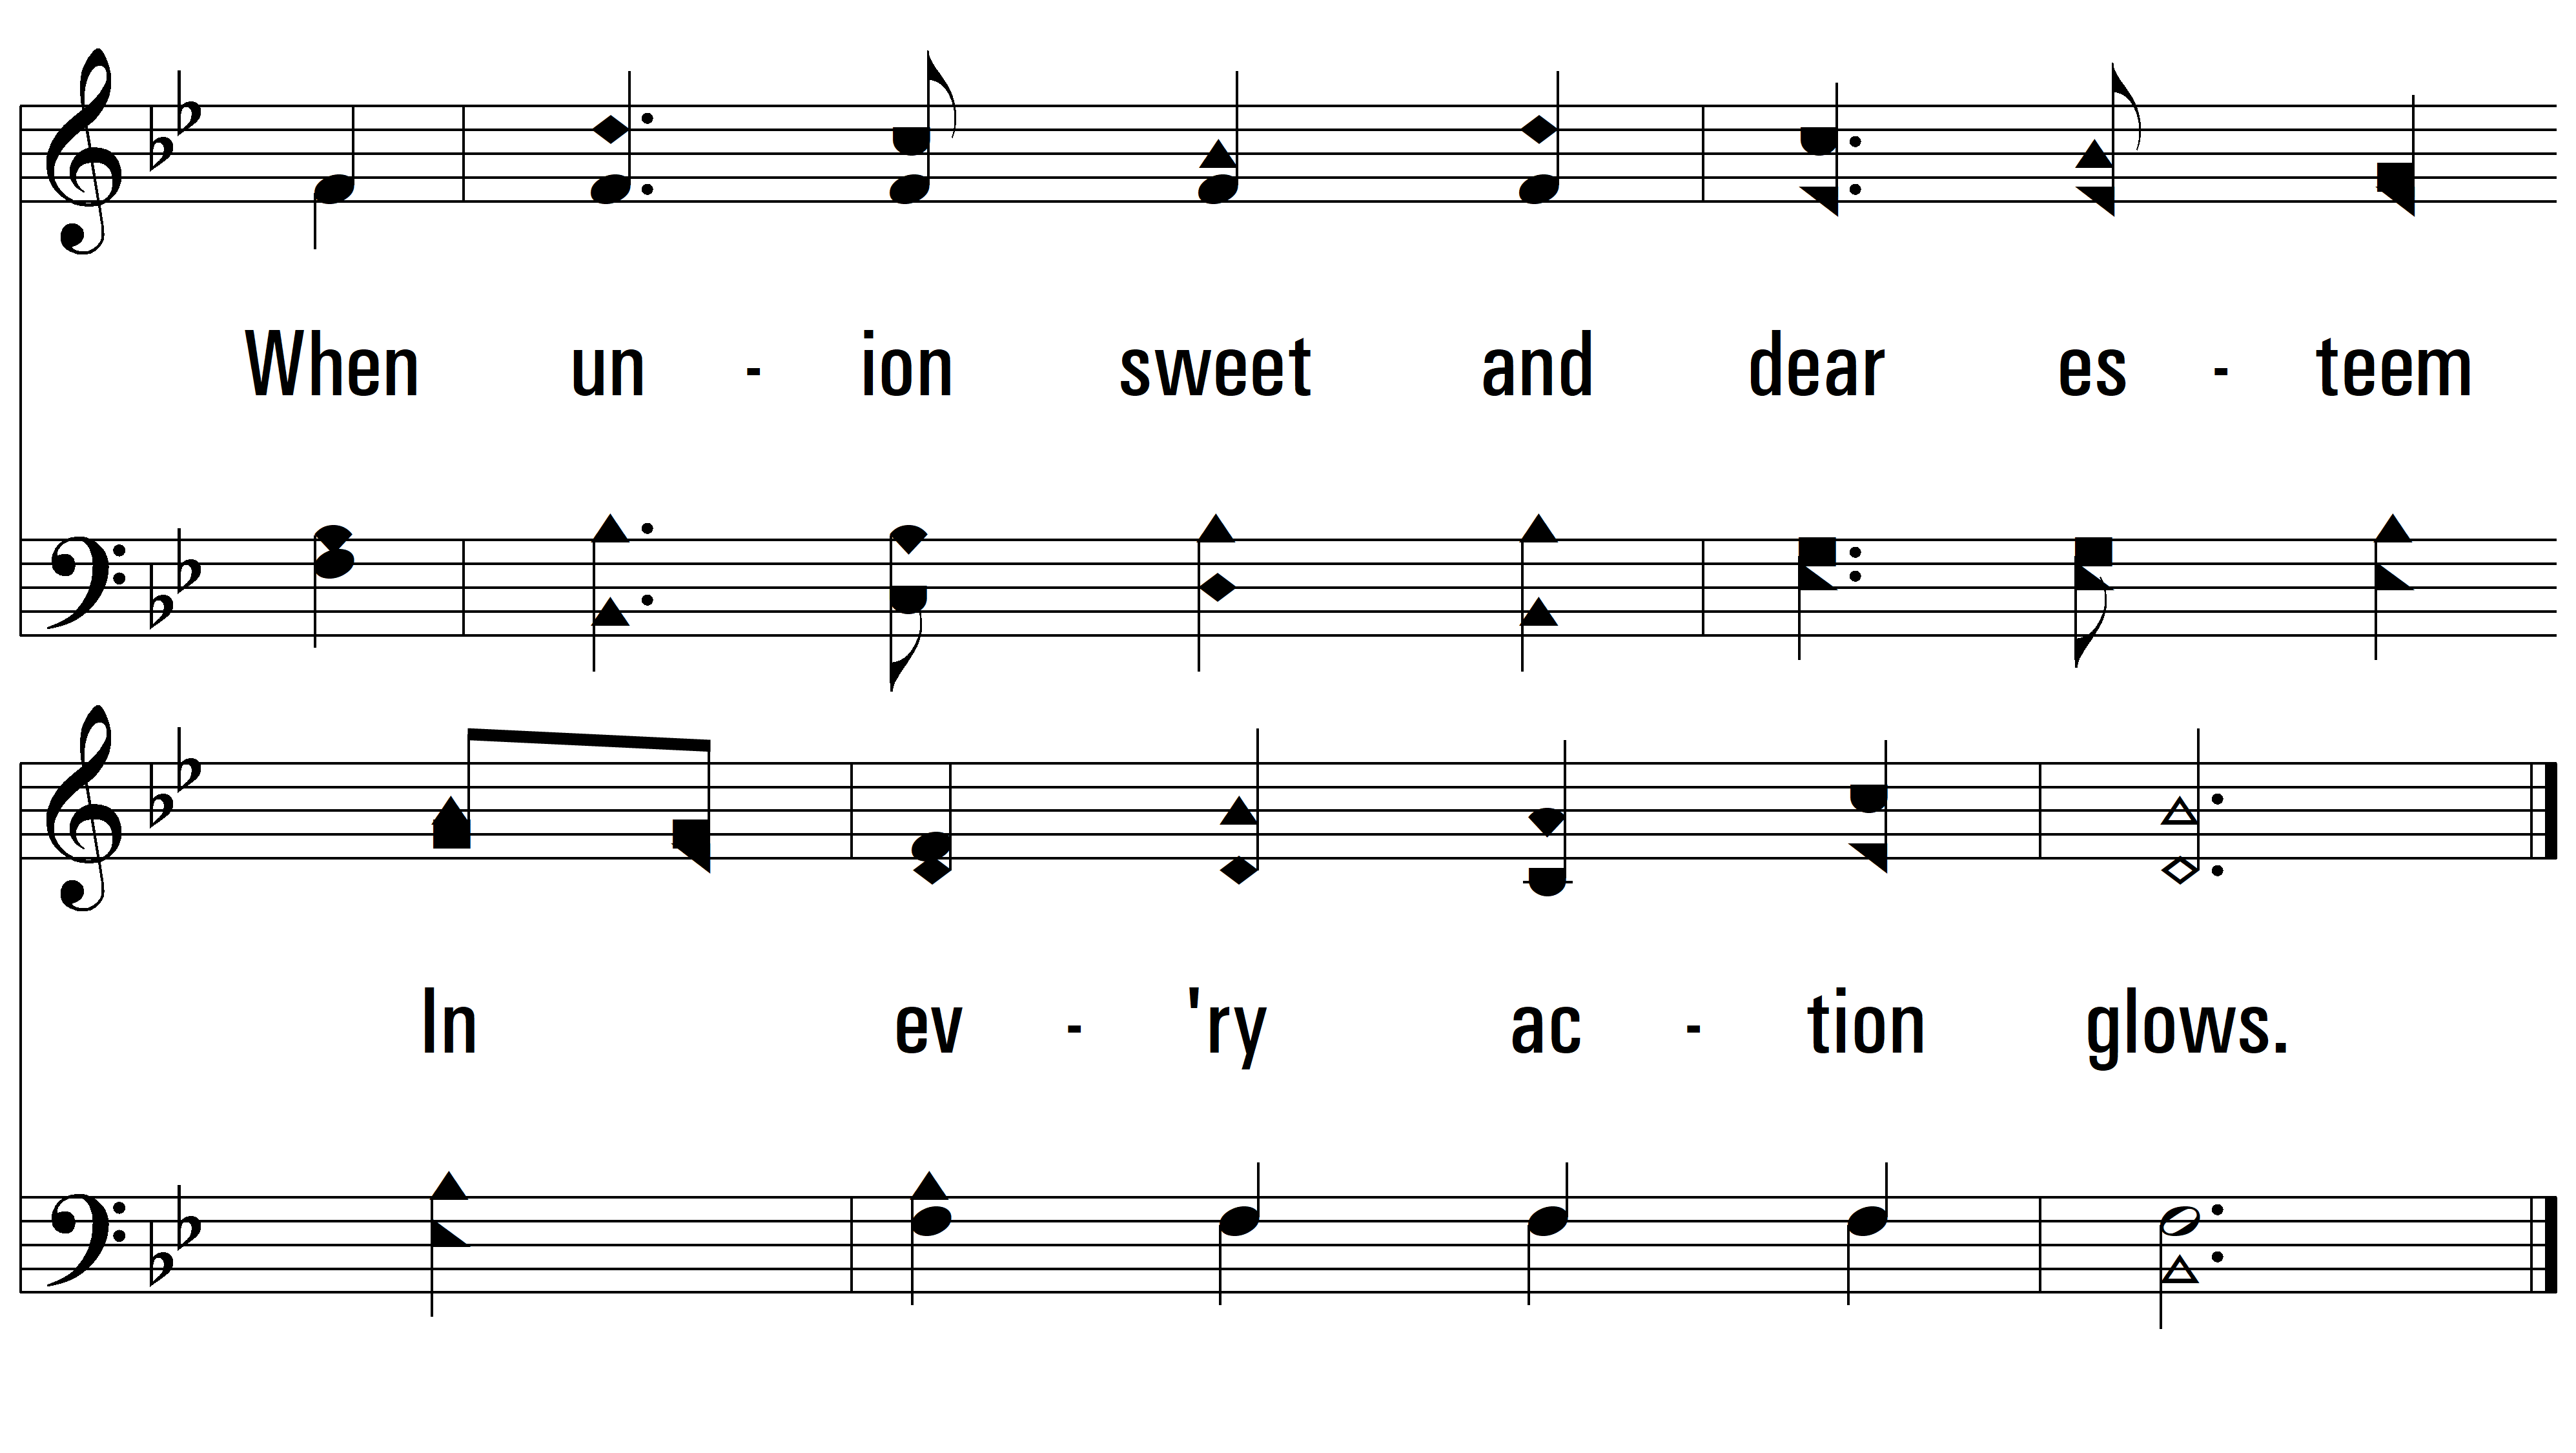 When un - ion sweet and dear es - teem
In ev - 'ry ac - tion glows.